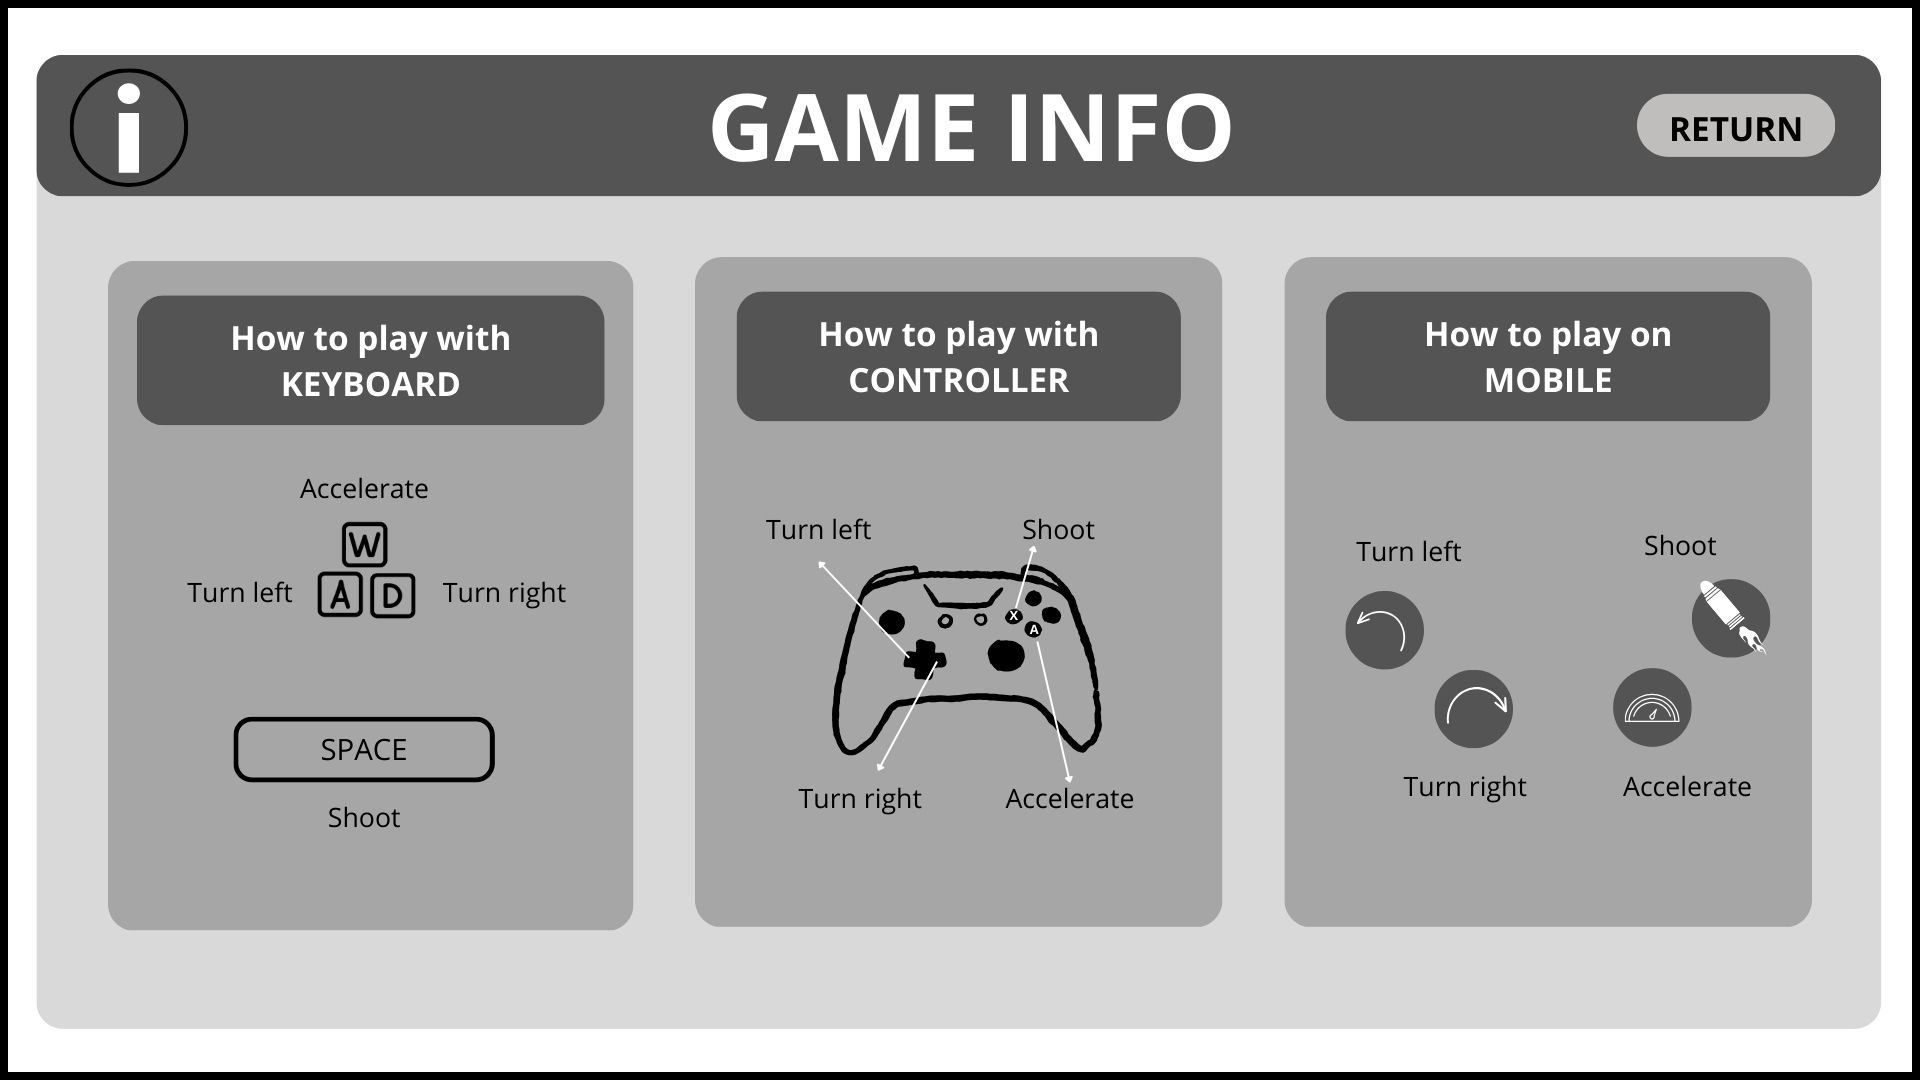 i
GAME INFO
RETURN
How to play with
KEYBOARD
Accelerate
W
Turn left
A
D
Turn right
SPACE
Shoot
How to play with
CONTROLLER
Turn left
Shoot
X
A
Turn right
Accelerate
How to play on
MOBILE
Turn left
Shoot
Turn right
Accelerate